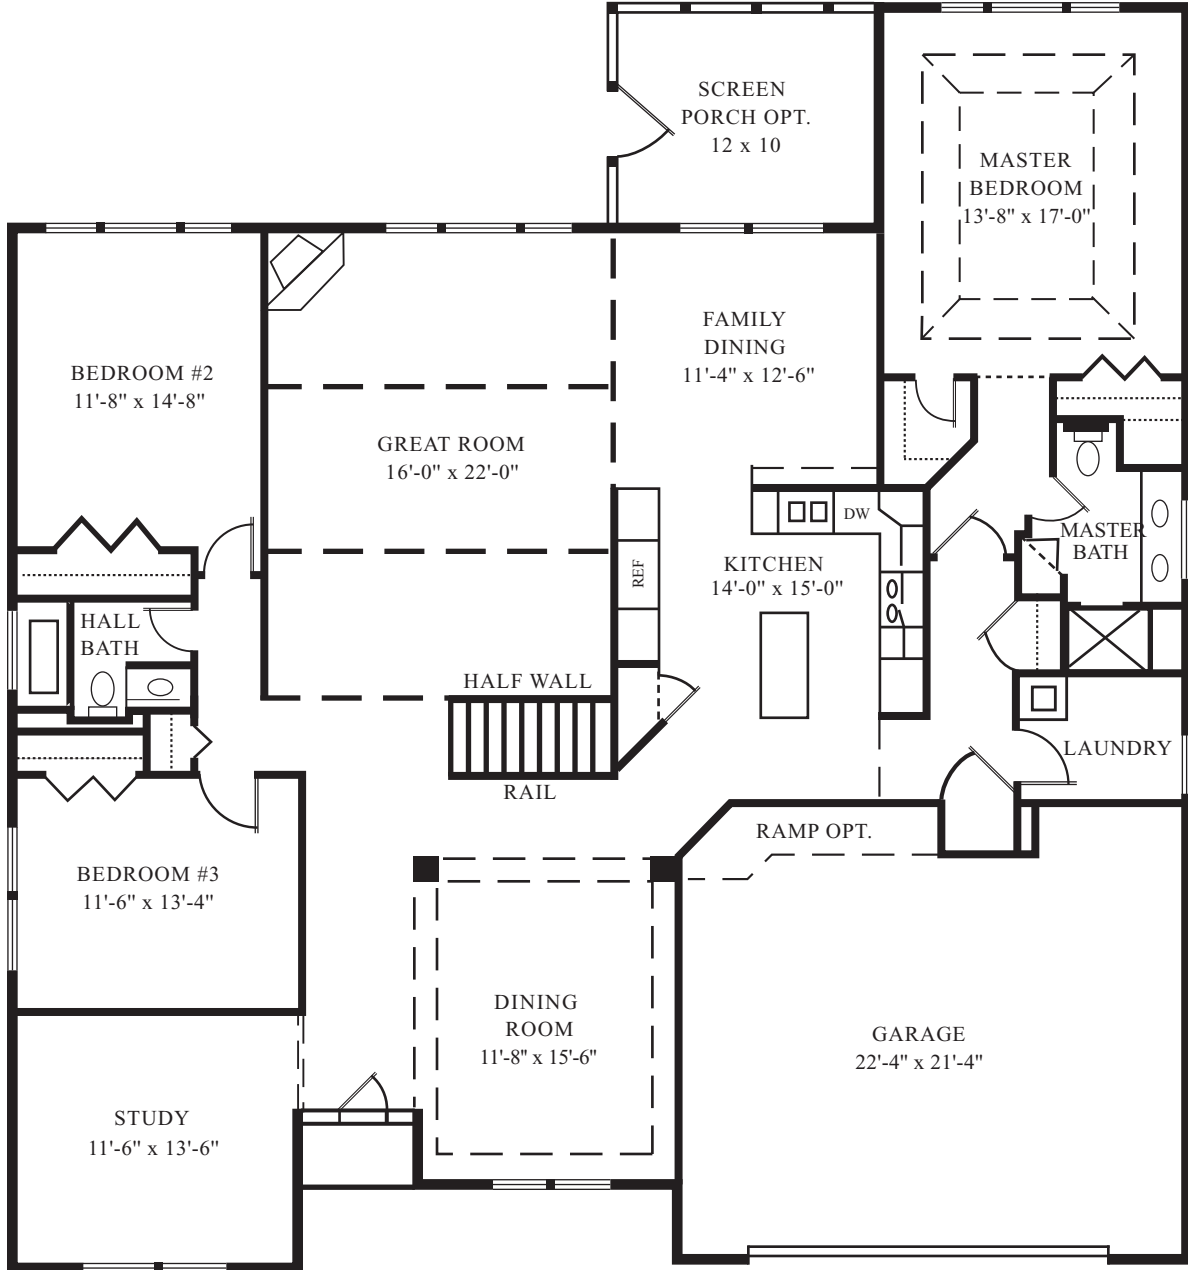 SCREEN
PORCH OPT.
12 x 10
MASTER
BEDROOM
13'-8" x 17'-0"
FAMILY
DINING
11'-4" x 12'-6"
BEDROOM #2
11'-8" x 14'-8"
GREAT ROOM
16'-0" x 22'-0"
DW
MASTER
BATH
KITCHEN
14'-0" x 15'-0"
REF
HALL
BATH
HALF WALL
LAUNDRY
RAIL
RAMP OPT.
BEDROOM #3
11'-6" x 13'-4"
DINING
ROOM
11'-8" x 15'-6"
GARAGE
22'-4" x 21'-4"
STUDY
11'-6" x 13'-6"